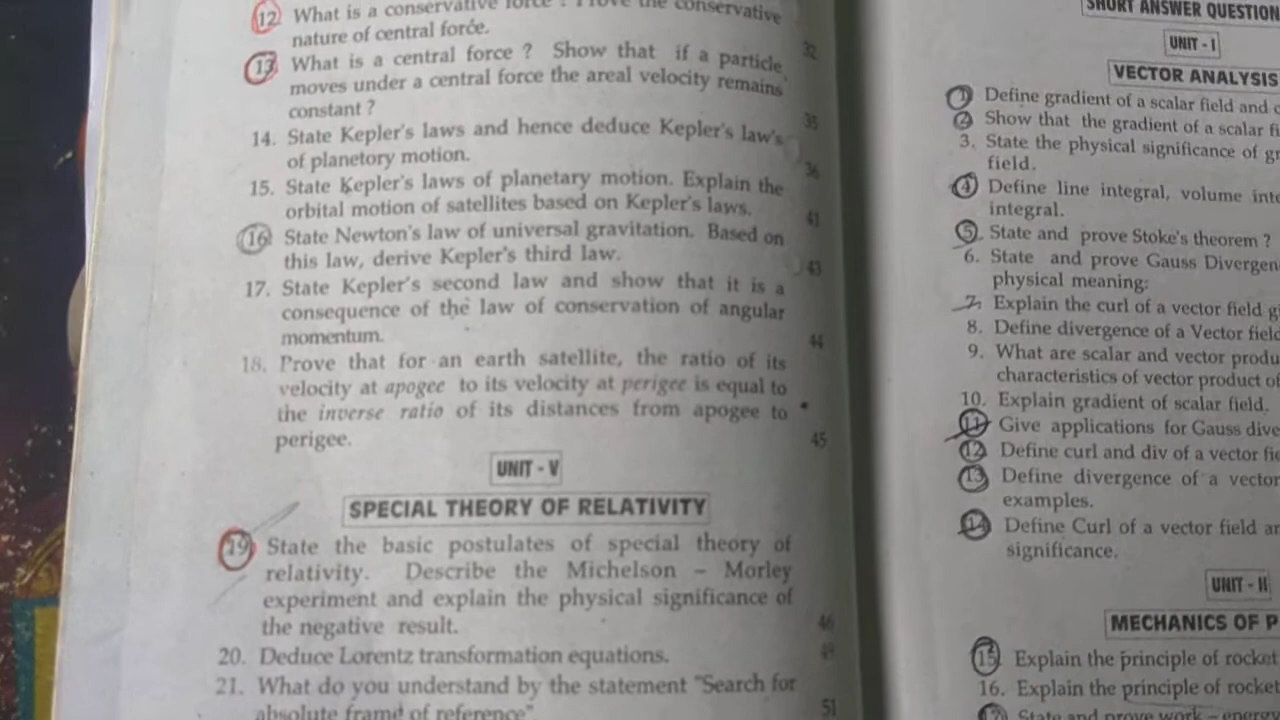 12. What is a conservative force ? Prove the conservative
nature of central force.
32
13. What is a central force ? Show that if a particle
moves under a central force the areal velocity remains
constant ?
35
14. State Kepler's laws and hence deduce Kepler's law's
of planetory motion.
36
15. State Kepler's laws of planetary motion. Explain the
orbital motion of satellites based on Kepler's laws.
41
16. State Newton's law of universal gravitation. Based on
this law, derive Kepler's third law.
43
17. State Kepler's second law and show that it is a
consequence of the law of conservation of angular
momentum.
44
18. Prove that for an earth satellite, the ratio of its
velocity at apogee to its velocity at perigee is equal to
the inverse ratio of its distances from apogee to
perigee.
45
UNIT - V
SPECIAL THEORY OF RELATIVITY
19. State the basic postulates of special theory of
relativity. Describe the Michelson – Morley
experiment and explain the physical significance of
the negative result.
46
20. Deduce Lorentz transformation equations.
49
21. What do you understand by the statement "Search for
absolute frame of reference"
51
SHORT ANSWER QUESTION
UNIT - I
VECTOR ANALYSIS
1. Define gradient of a scalar field and
2. Show that the gradient of a scalar
3. State the physical significance of
field.
4. Define line integral, volume
integral.
5. State and prove Stoke's theorem ?
6. State and prove Gauss
physical meaning:
7. Explain the curl of a vector field
8. Define divergence of a Vector
9. What are scalar and vector
characteristics of vector product of
10. Explain gradient of scalar field.
11. Give applications for Gauss
12. Define curl and div of a vector
13. Define divergence of a vector
examples.
14. Define Curl of a vector field
significance.
UNIT - II
MECHANICS OF P
15. Explain the principle of rocket
16. Explain the principle of rocket
17. State and prove work - energy